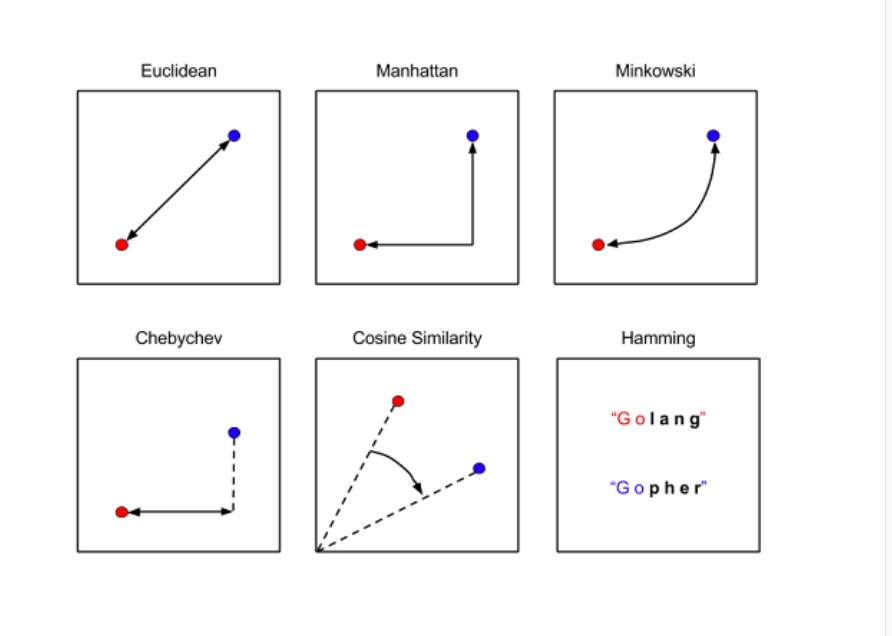 Euclidean
Manhattan
Minkowski
Chebychev
Cosine Similarity
Hamming
“Golang”
“Gopher”